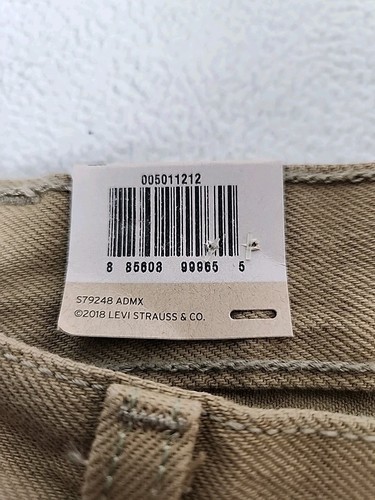 005011212
8 85608 99965 5
S79248 ADMX
©2018 LEVI STRAUSS & CO.